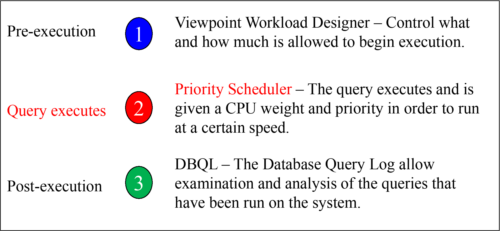 Pre-execution
1
Viewpoint Workload Designer – Control what
and how much is allowed to begin execution.
Query executes
2
Priority Scheduler – The query executes and is
given a CPU weight and priority in order to run
at a certain speed.
Post-execution
3
DBQL – The Database Query Log allow
examination and analysis of the queries that
have been run on the system.